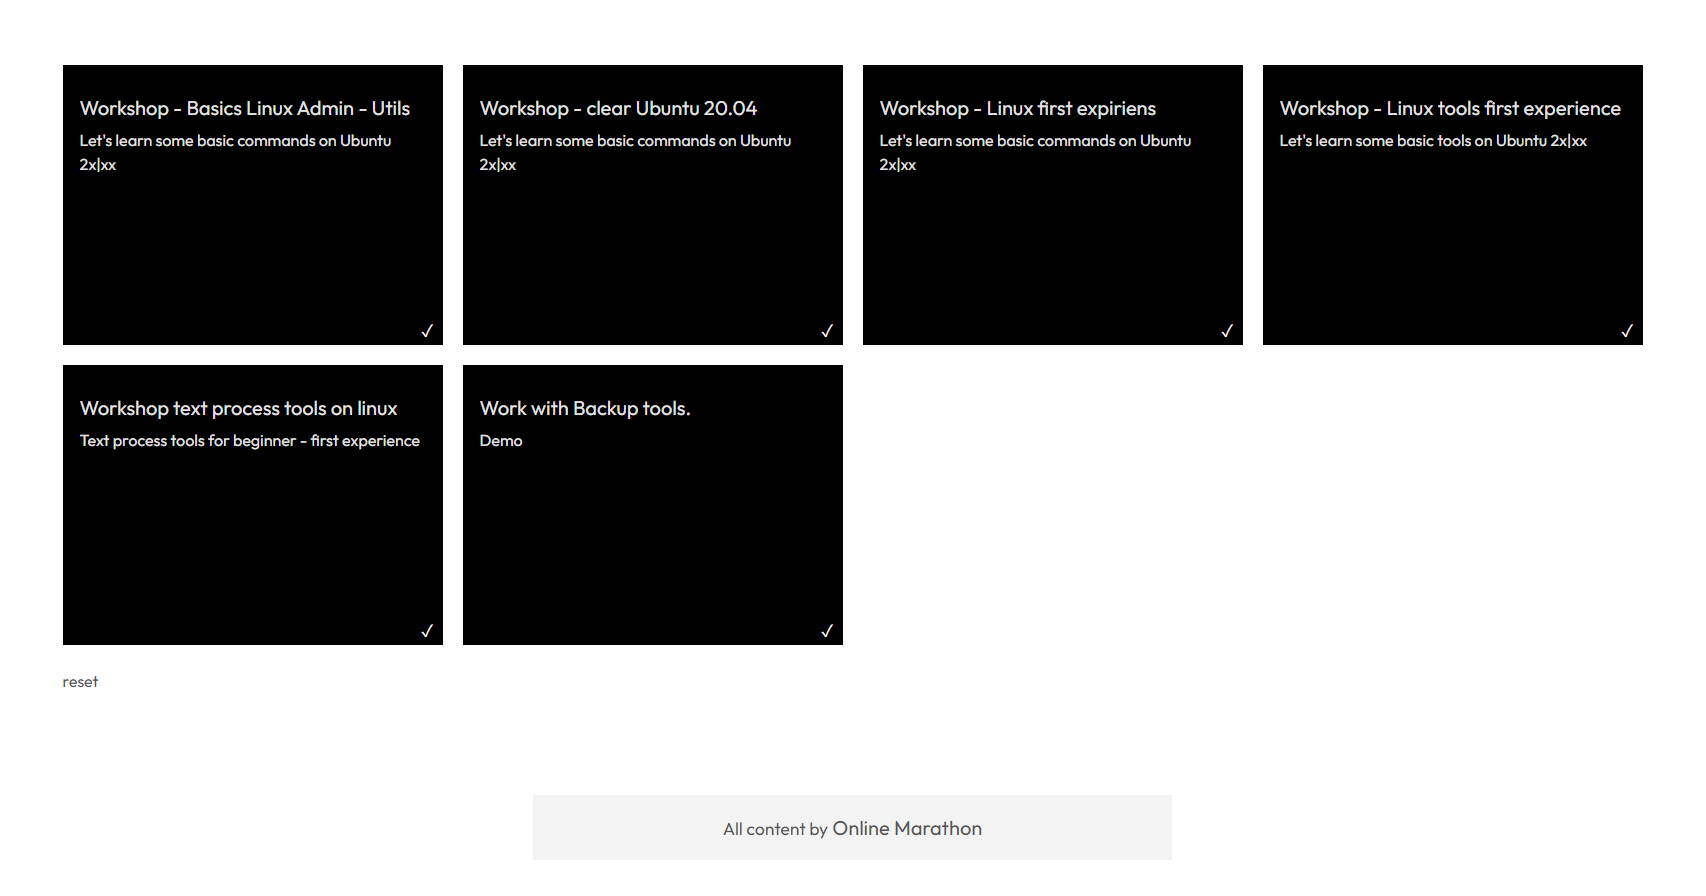 Workshop - Basics Linux Admin - Utils
Let's learn some basic commands on Ubuntu
2x|xx
✓
Workshop - clear Ubuntu 20.04
Let's learn some basic commands on Ubuntu
2x|xx
✓
Workshop - Linux first expiriens
Let's learn some basic commands on Ubuntu
2x|xx
✓
Workshop - Linux tools first experience
Let's learn some basic tools on Ubuntu 2x|xx
✓
Workshop text process tools on linux
Text process tools for beginner - first experience
✓
Work with Backup tools.
Demo
✓
reset
All content by Online Marathon